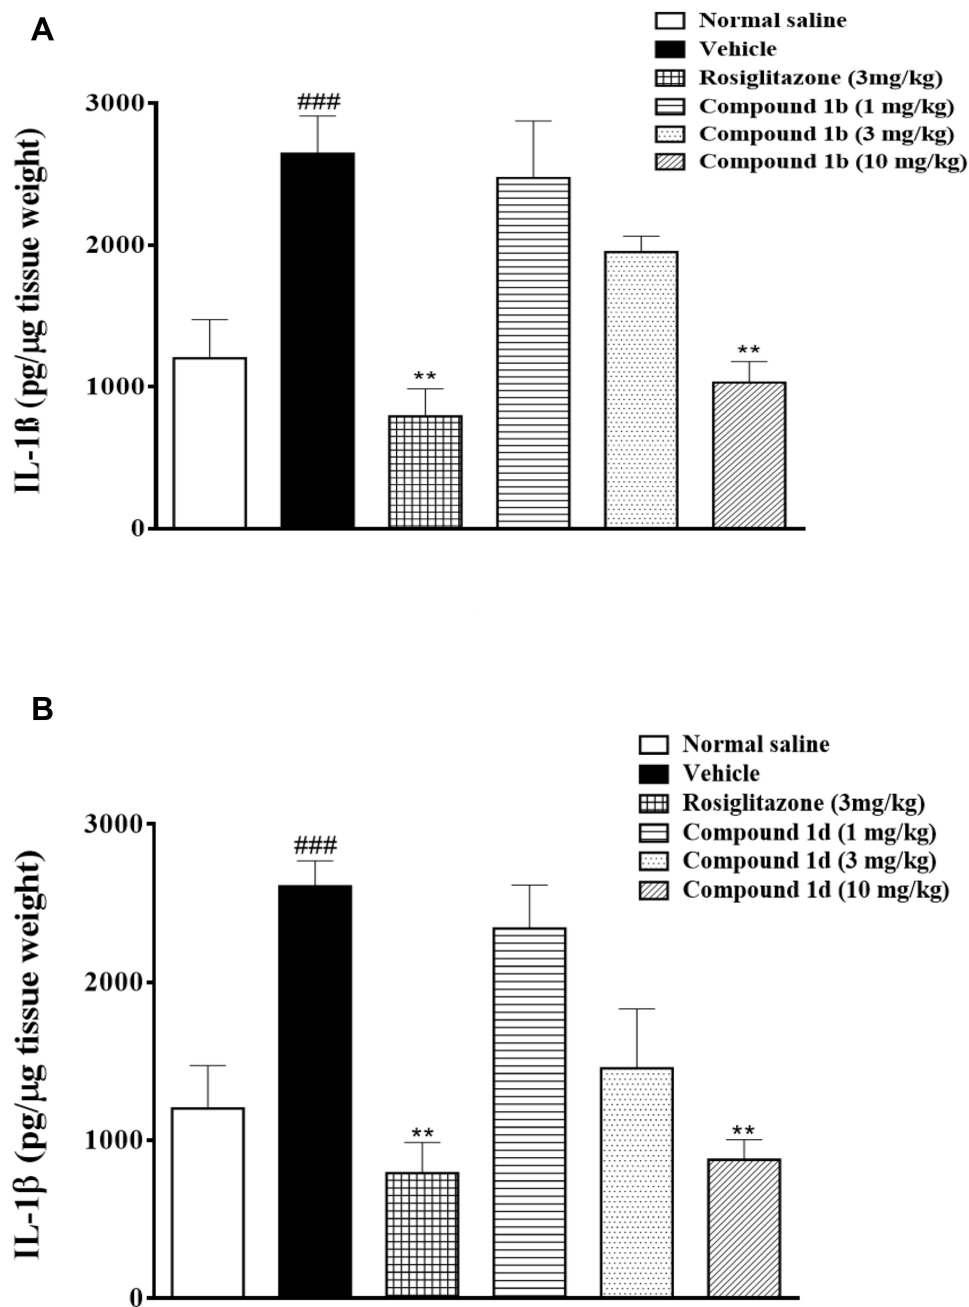 A
Normal saline
Vehicle
Rosiglitazone (3mg/kg)
Compound 1b (1 mg/kg)
Compound 1b (3 mg/kg)
Compound 1b (10 mg/kg)
IL-1ß (pg/µg tissue weight)
3000
2000
1000
0
###
**
**
B
Normal saline
Vehicle
Rosiglitazone (3mg/kg)
Compound 1d (1 mg/kg)
Compound 1d (3 mg/kg)
Compound 1d (10 mg/kg)
IL-1β (pg/µg tissue weight)
3000
2000
1000
0
###
**
**